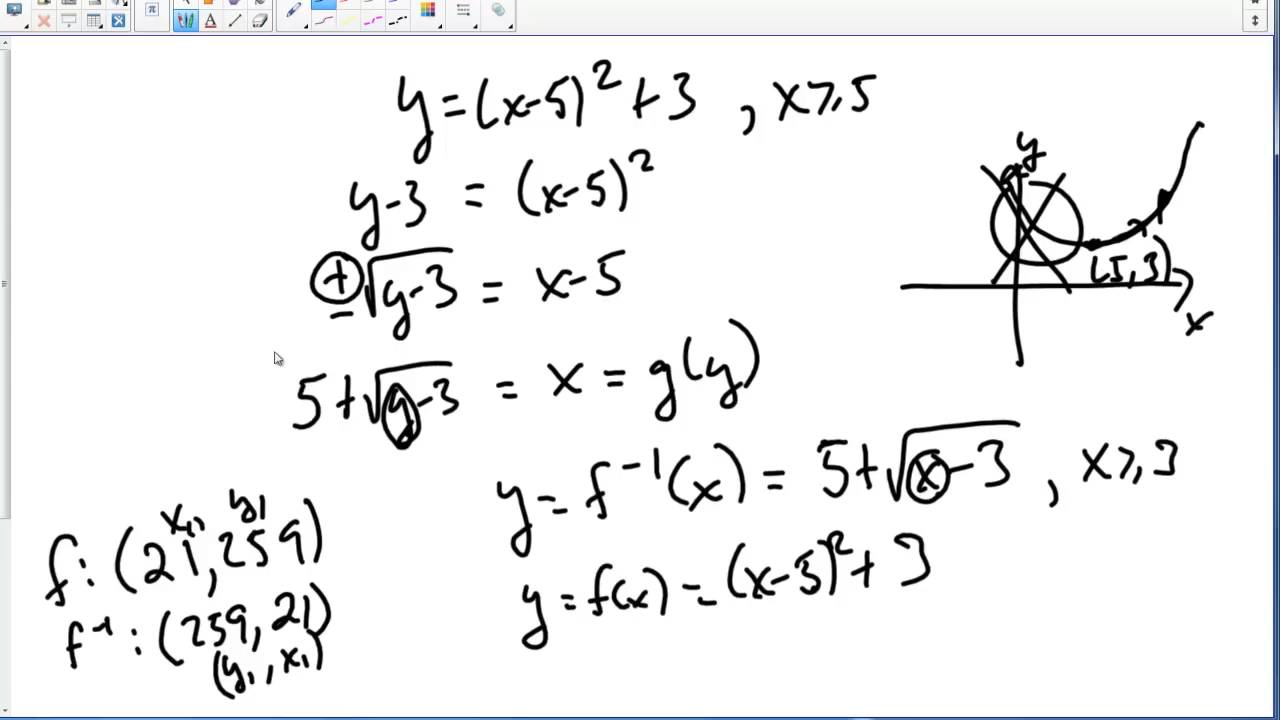 y = (x-5)² + 3 , x ≥ 5
y-3 = (x-5)²
± √(y-3) = x-5
5 + √(y-3) = x = g(y)
y = f⁻¹(x) = 5 + √(x-3) , x ≥ 3
y = f(x) = (x-5)² + 3
x₁, y₁
f: (21, 259)
f⁻¹: (259, 21)
(y₁, x₁)
y
(5, 3)
x